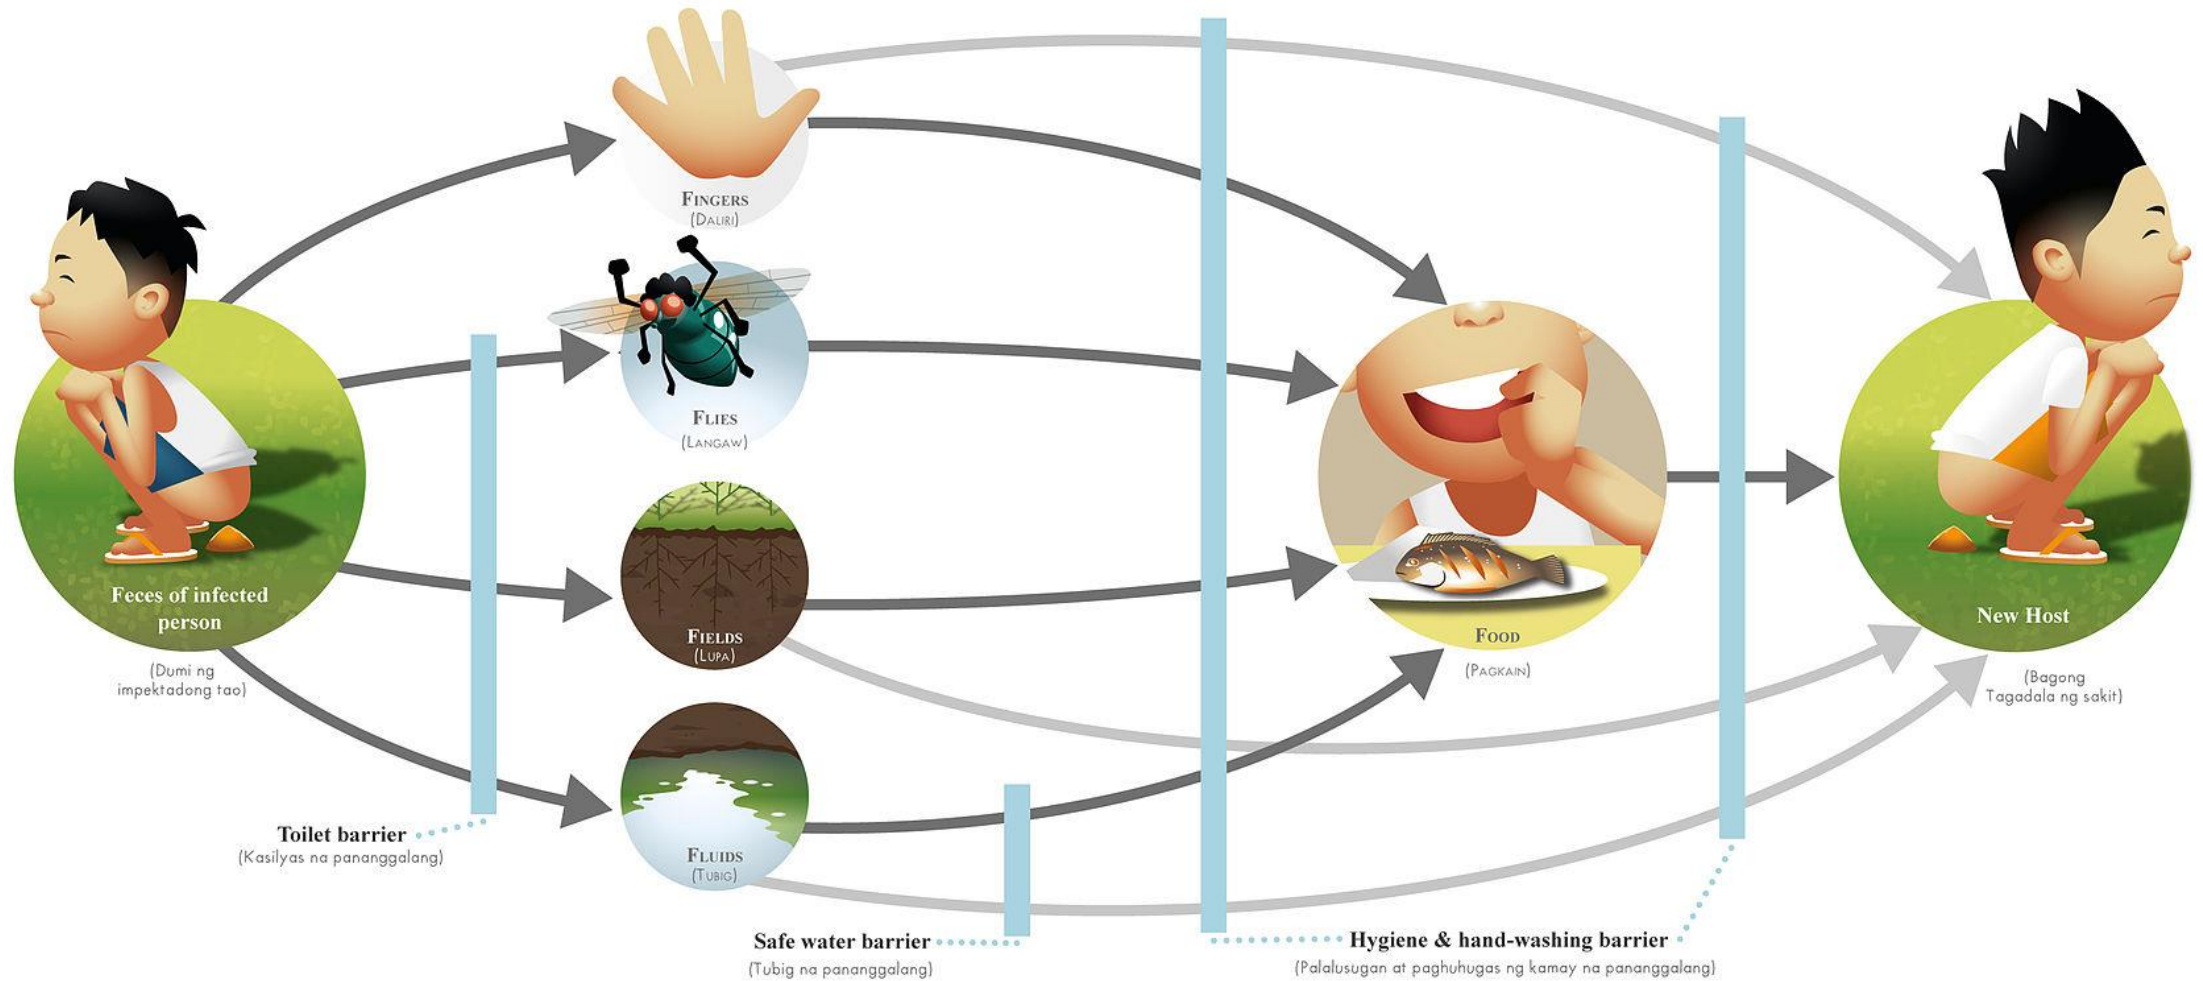 FINGERS
(DALIRI)
FLIES
(LANGAW)
FIELDS
(LUPA)
FLUIDS
(TUBIG)
Feces of infected
person
(Dumi ng
impektadong tao)
FOOD
(PAGKAIN)
New Host
(Bagong
Tagadala ng sakit)
Toilet barrier
(Kasilyas na pananggalang)
Safe water barrier
(Tubig na pananggalang)
Hygiene & hand-washing barrier
(Palalusugan at paghuhugas ng kamay na pananggalang)